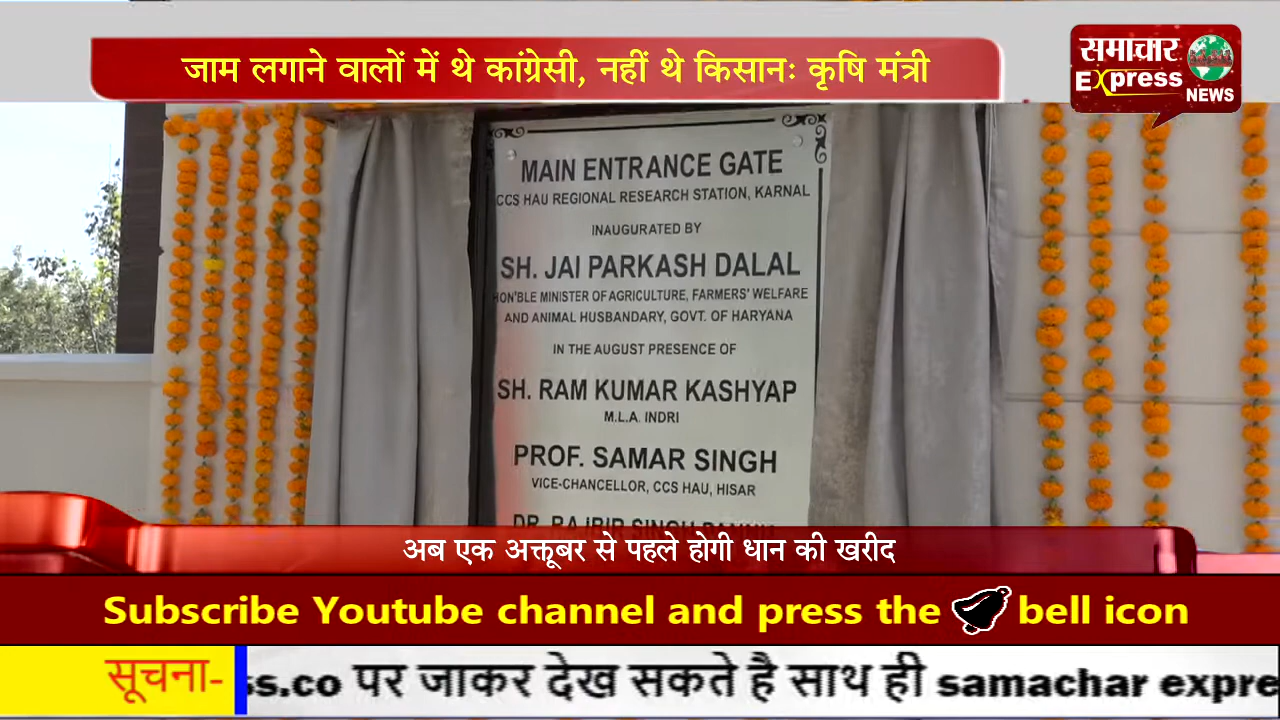 जाम लगाने वालों में थे कांग्रेसी, नहीं थे किसानः कृषि मंत्री
समाचार
Express
NEWS
MAIN ENTRANCE GATE
CCS HAU REGIONAL RESEARCH STATION, KARNAL
INAUGURATED BY
SH. JAI PARKASH DALAL
HON'BLE MINISTER OF AGRICULTURE, FARMERS' WELFARE
AND ANIMAL HUSBANDARY, GOVT. OF HARYANA
IN THE AUGUST PRESENCE OF
SH. RAM KUMAR KASHYAP
M.L.A. INDRI
PROF. SAMAR SINGH
VICE-CHANCELLOR, CCS HAU, HISAR
DR. RAJBIR SINGH
अब एक अक्तूबर से पहले होगी धान की खरीद
Subscribe Youtube channel and press the bell icon
सूचना- ss.co पर जाकर देख सकते है साथ ही samachar expre